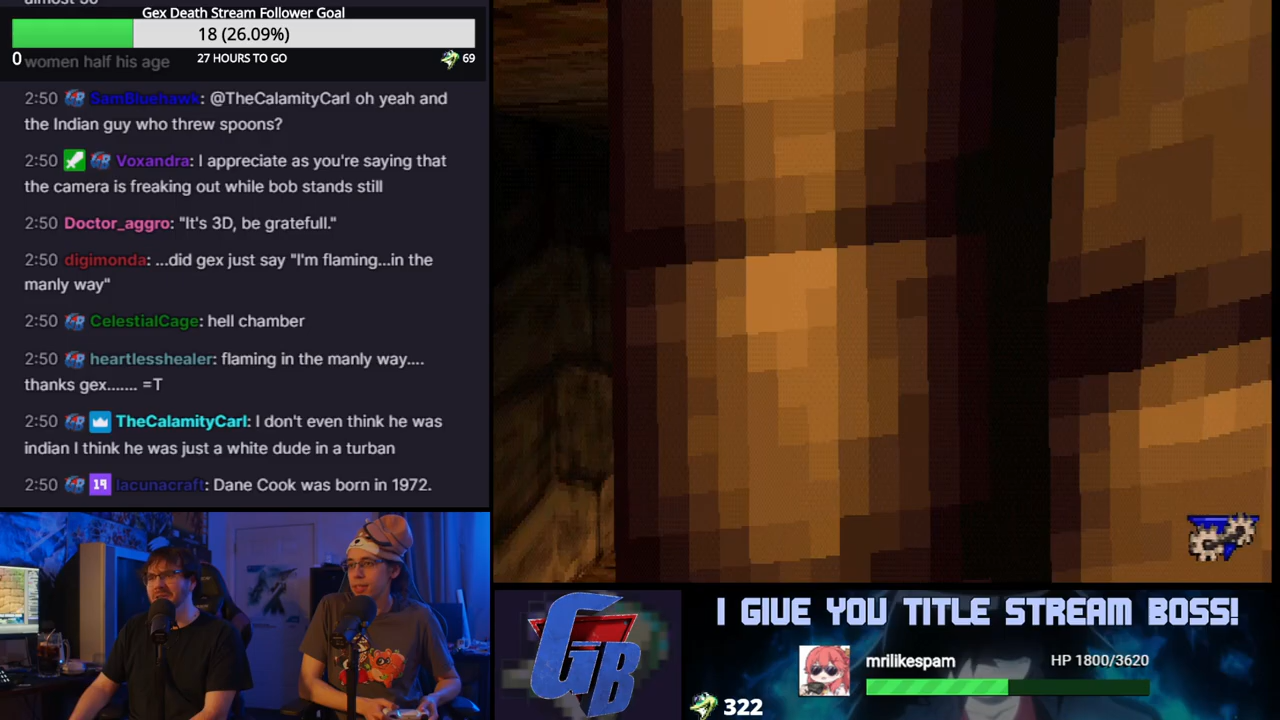 almost 50
Gex Death Stream Follower Goal
18 (26.09%)
0 27 HOURS TO GO 69
women half his age
2:50 SamBluehawk: @TheCalamityCarl oh yeah and
the Indian guy who threw spoons?
2:50 Voxandra: I appreciate as you're saying that
the camera is freaking out while bob stands still
2:50 Doctor_aggro: "It's 3D, be gratefull."
2:50 digimonda: ...did gex just say "I'm flaming...in the
manly way"
2:50 CelestialCage: hell chamber
2:50 heartlesshealer: flaming in the manly way....
thanks gex....... =T
2:50 TheCalamityCarl: I don't even think he was
indian I think he was just a white dude in a turban
2:50 19 lacunacraft: Dane Cook was born in 1972.
GB
I GIVE YOU TITLE STREAM BOSS!
mrilikespam HP 1800/3620
322